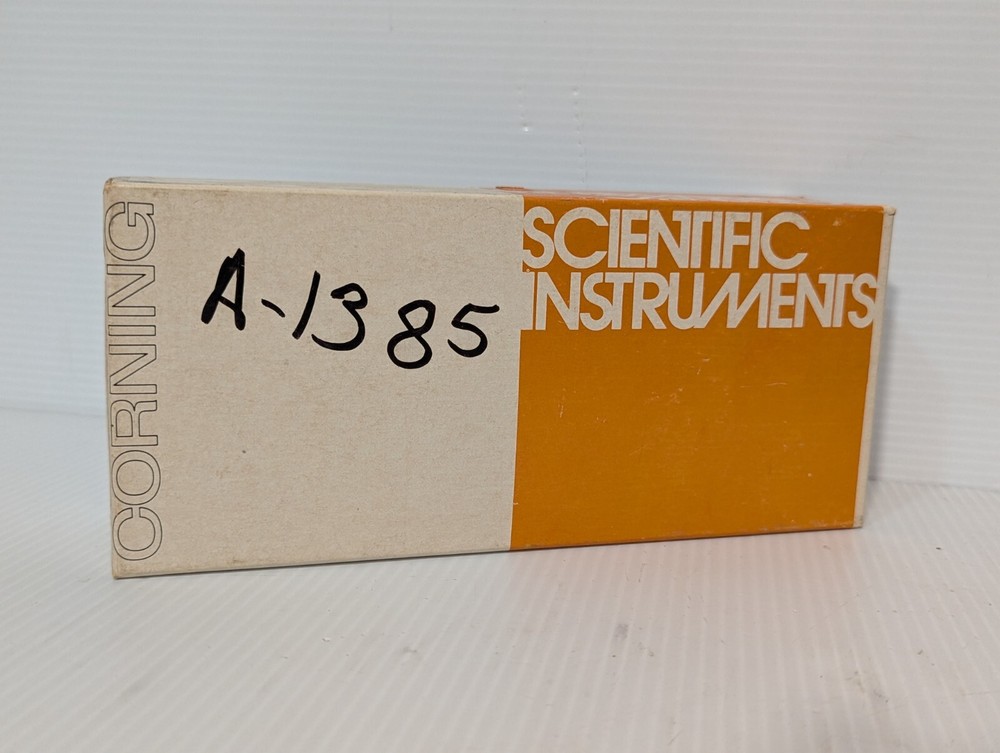 CORNING
A-1385
SCIENTIFIC
INSTRUMENTS